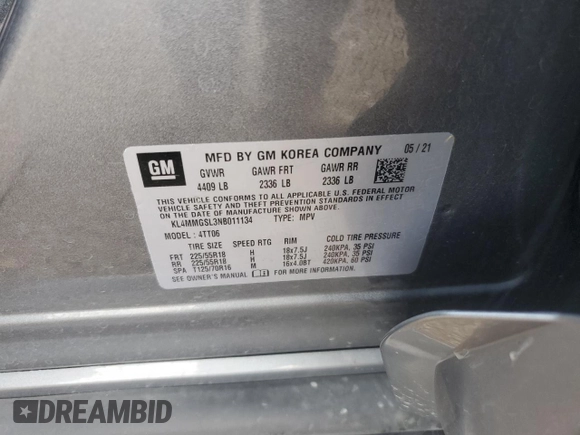 GM
MFD BY GM KOREA COMPANY
05 / 21
GVWR GAWR FRT GAWR RR
4409 LB 2336 LB 2336 LB
THIS VEHICLE CONFORMS TO ALL APPLICABLE U.S. FEDERAL MOTOR
VEHICLE SAFETY AND THEFT PREVENTION STANDARDS IN EFFECT
ON THE DATE OF MANUFACTURE SHOWN ABOVE.
KL4MMGSL3NB011134 TYPE: MPV
MODEL: 4TT06
TIRE SIZE SPEED RTG RIM COLD TIRE PRESSURE
FRT 225/55R18 H 18x7.5J 240KPA, 35 PSI
RR 225/55R18 H 18x7.5J 240KPA, 35 PSI
SPA T125/70R16 M 16x4.0BT 420KPA, 60 PSI
SEE OWNER'S MANUAL FOR ADDITIONAL INFORMATION.
DREAMBID